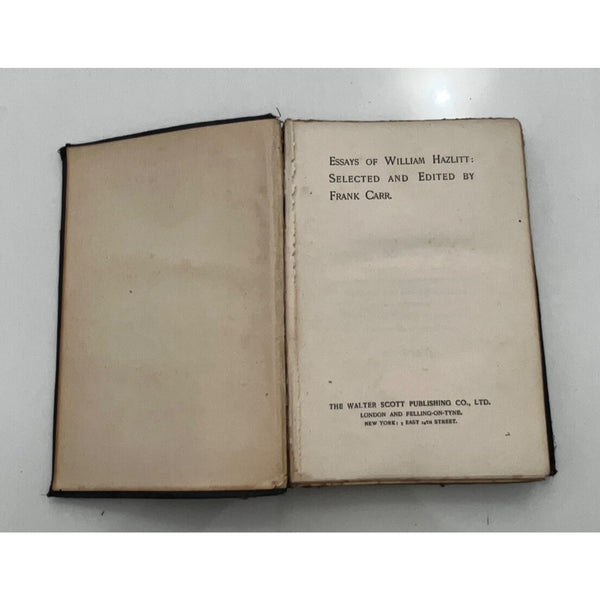 Essays of William Hazlitt:
Selected and Edited by
Frank Carr.
THE WALTER SCOTT PUBLISHING CO., LTD.
LONDON AND FELLING-ON-TYNE.
NEW YORK: 3 EAST 14TH STREET.